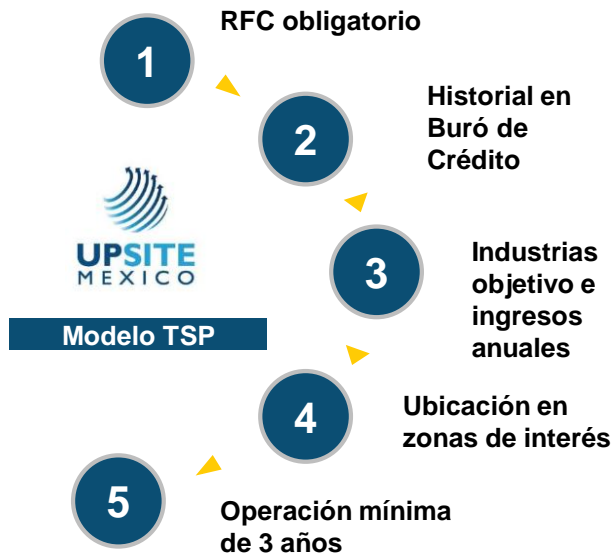 1
RFC obligatorio
2
Historial en
Buró de
Crédito
UPSITE
MEXICO
Modelo TSP
3
Industrias
objetivo e
ingresos
anuales
4
Ubicación en
zonas de interés
5
Operación mínima
de 3 años